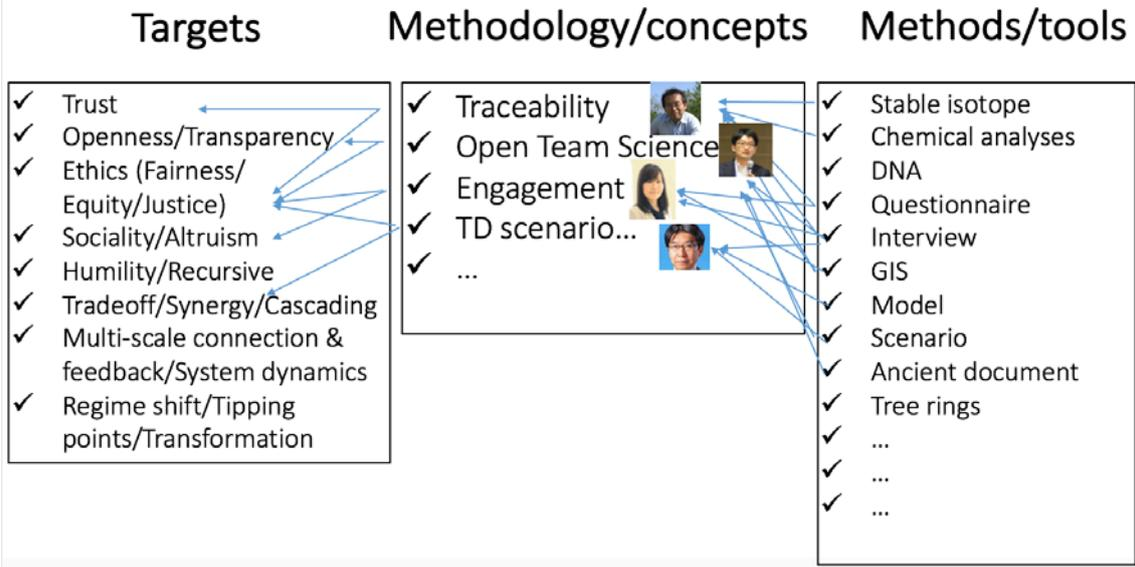 Targets
Trust
Openness/Transparency
Ethics (Fairness/
Equity/Justice)
Sociality/Altruism
Humility/Recursive
Tradeoff/Synergy/Cascading
Multi-scale connection &
feedback/System dynamics
Regime shift/Tipping
points/Transformation
Methodology/concepts
Traceability
Open Team Science
Engagement
TD scenario...
...
Methods/tools
Stable isotope
Chemical analyses
DNA
Questionnaire
Interview
GIS
Model
Scenario
Ancient document
Tree rings
...
...
...